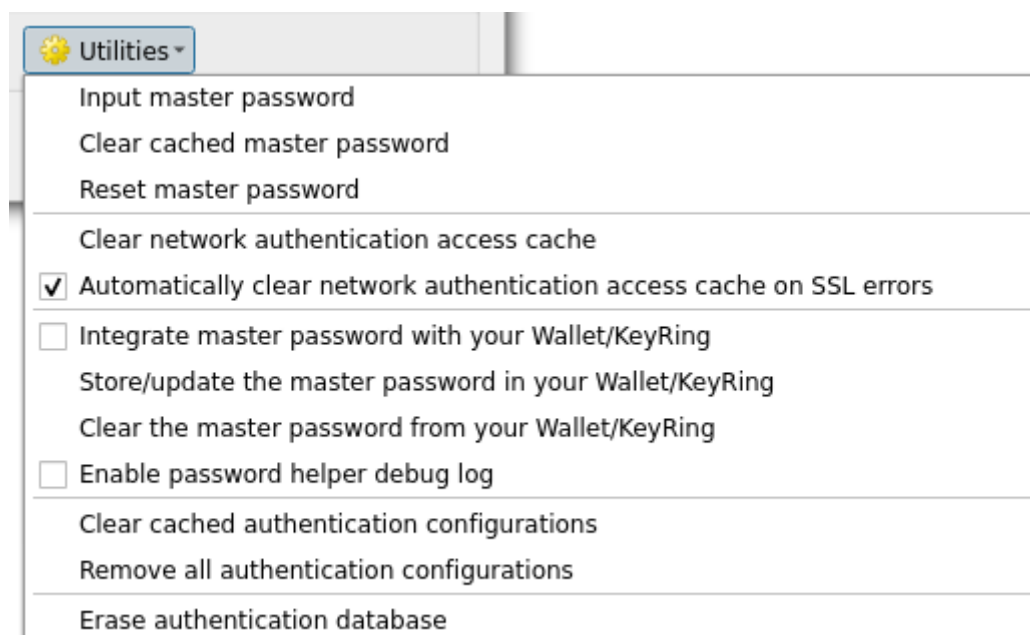 Utilities
Input master password
Clear cached master password
Reset master password
Clear network authentication access cache
Automatically clear network authentication access cache on SSL errors
Integrate master password with your Wallet/KeyRing
Store/update the master password in your Wallet/KeyRing
Clear the master password from your Wallet/KeyRing
Enable password helper debug log
Clear cached authentication configurations
Remove all authentication configurations
Erase authentication database